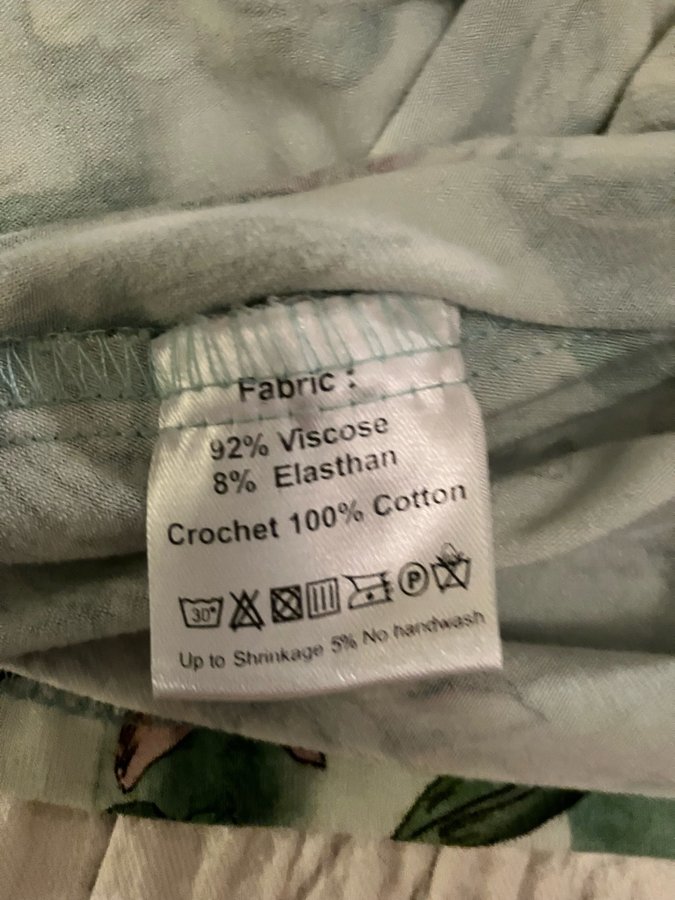 Fabric :
92% Viscose
8% Elasthan
Crochet 100% Cotton
30° P
Up to Shrinkage 5% No handwash